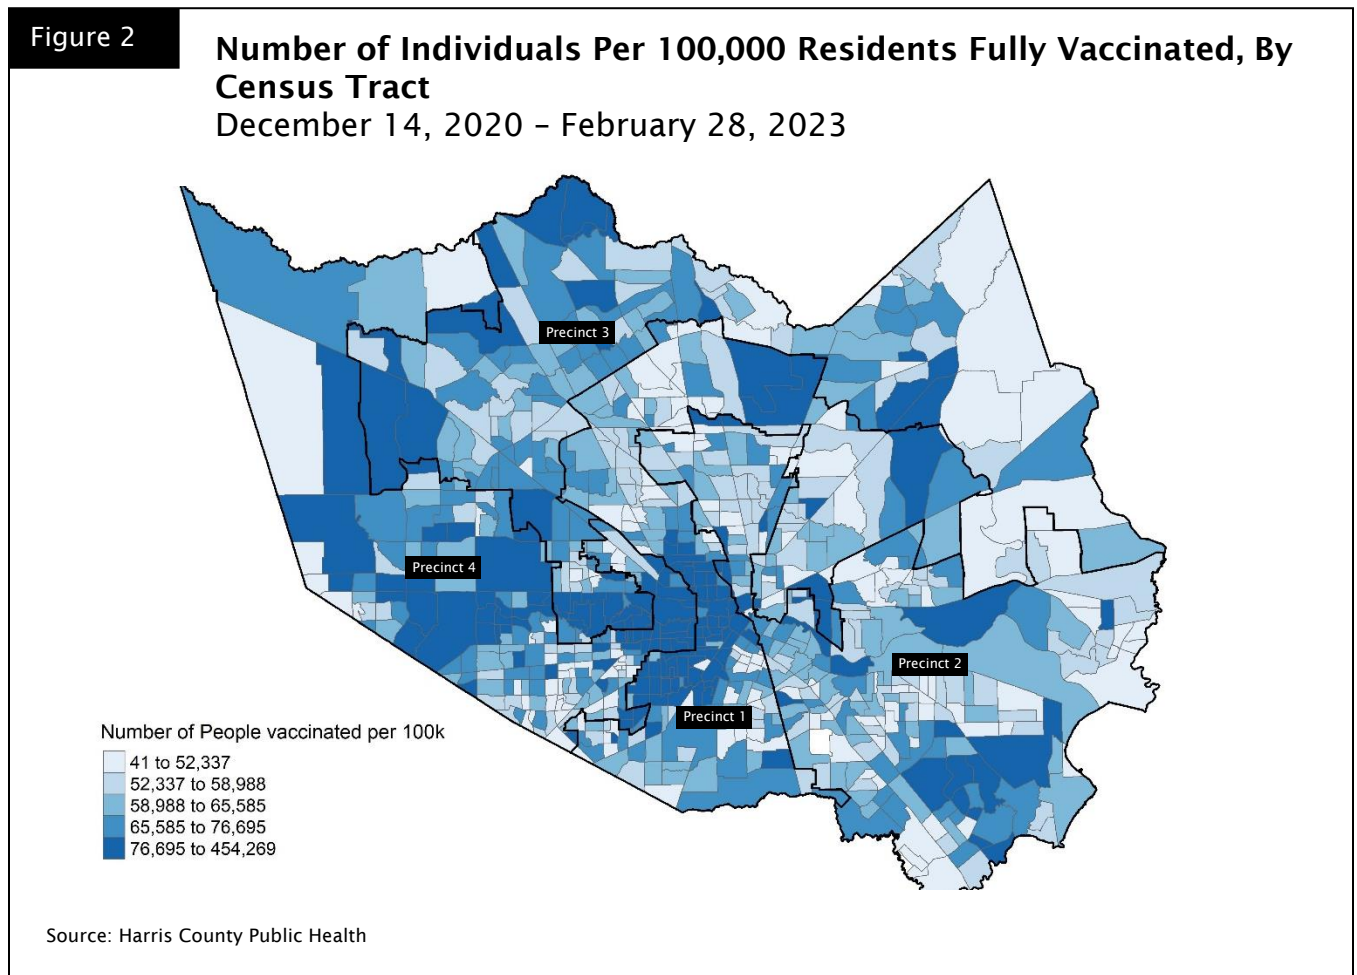 Figure 2
Number of Individuals Per 100,000 Residents Fully Vaccinated, By
Census Tract
December 14, 2020 – February 28, 2023
Precinct 3
Precinct 4
Precinct 2
Precinct 1
Number of People vaccinated per 100k
41 to 52,337
52,337 to 58,988
58,988 to 65,585
65,585 to 76,695
76,695 to 454,269
Source: Harris County Public Health